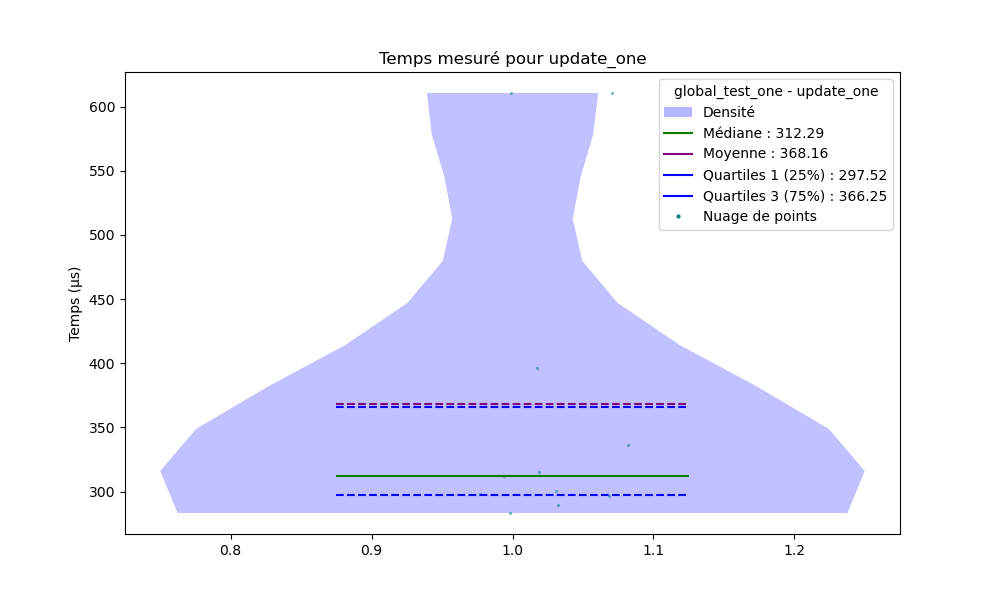 Temps mesuré pour update_one
global_test_one - update_one
Densité
Médiane : 312.29
Moyenne : 368.16
Quartiles 1 (25%) : 297.52
Quartiles 3 (75%) : 366.25
Nuage de points
Temps (µs)
600
550
500
450
400
350
300
0.8
0.9
1.0
1.1
1.2